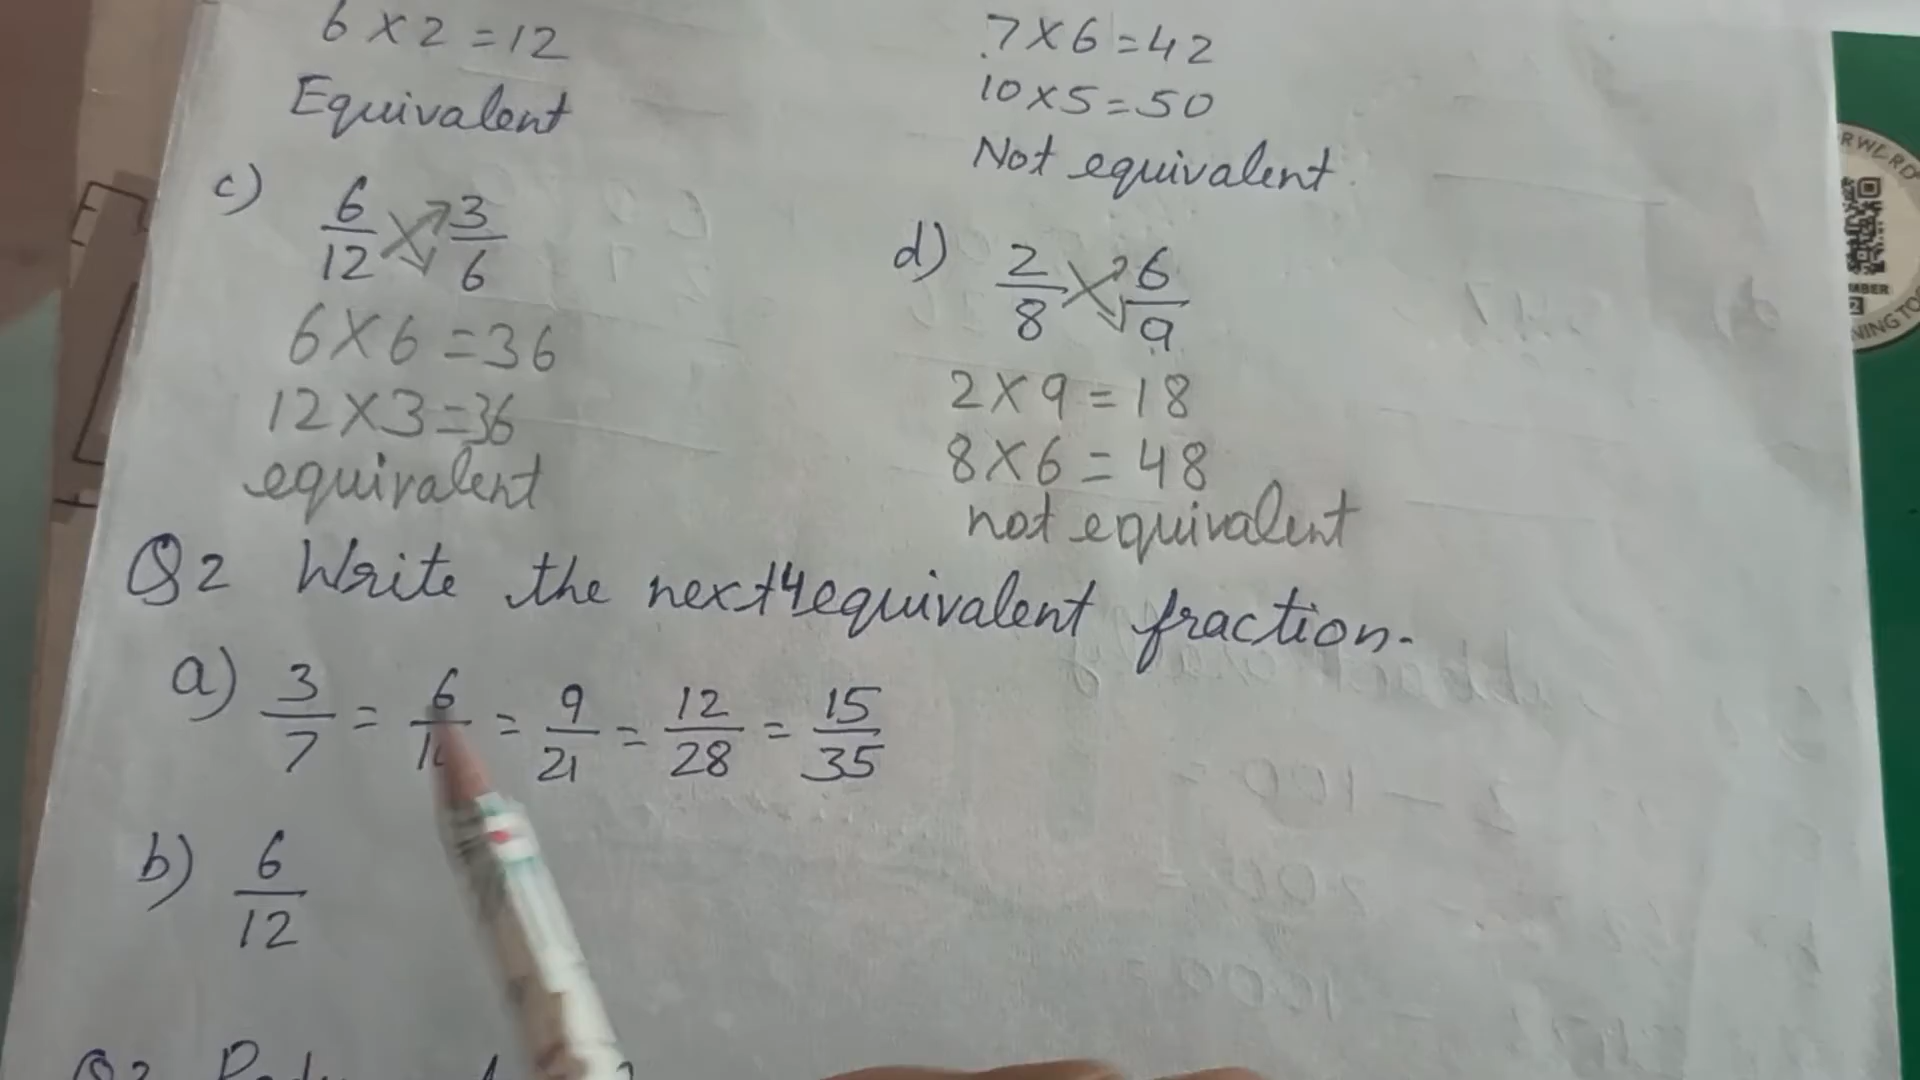 6 × 2 = 12
Equivalent
7 × 6 = 42
10 × 5 = 50
Not equivalent
c) 6/12 3/6
6 × 6 = 36
12 × 3 = 36
equivalent
d) 2/8 6/9
2 × 9 = 18
8 × 6 = 48
not equivalent
Q2 Write the next 4 equivalent fraction.
a) 3/7 = 6/ = 9/21 = 12/28 = 15/35
b) 6/12
MBER